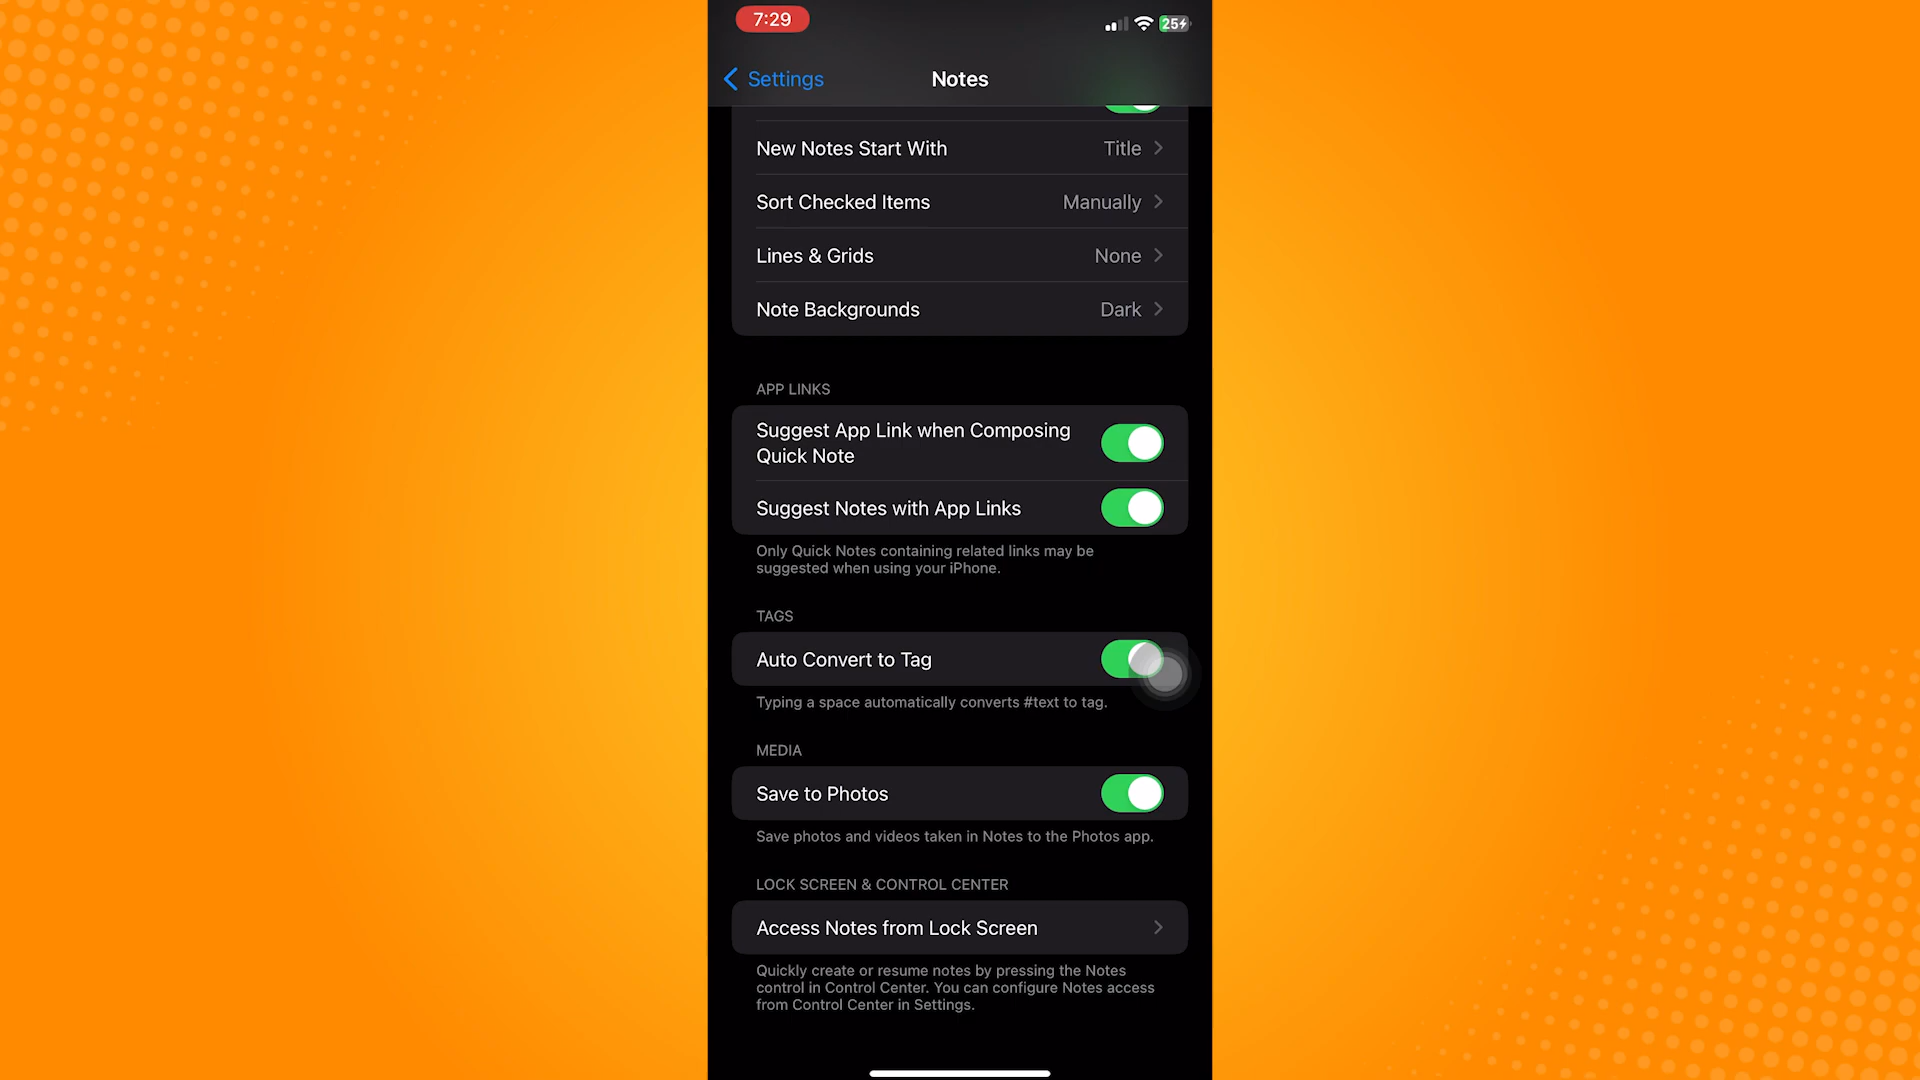 7:29
25
Settings
Notes
New Notes Start With
Title
Sort Checked Items
Manually
Lines & Grids
None
Note Backgrounds
Dark
APP LINKS
Suggest App Link when Composing
Quick Note
Suggest Notes with App Links
Only Quick Notes containing related links may be
suggested when using your iPhone.
TAGS
Auto Convert to Tag
Typing a space automatically converts #text to tag.
MEDIA
Save to Photos
Save photos and videos taken in Notes to the Photos app.
LOCK SCREEN & CONTROL CENTER
Access Notes from Lock Screen
Quickly create or resume notes by pressing the Notes
control in Control Center. You can configure Notes access
from Control Center in Settings.